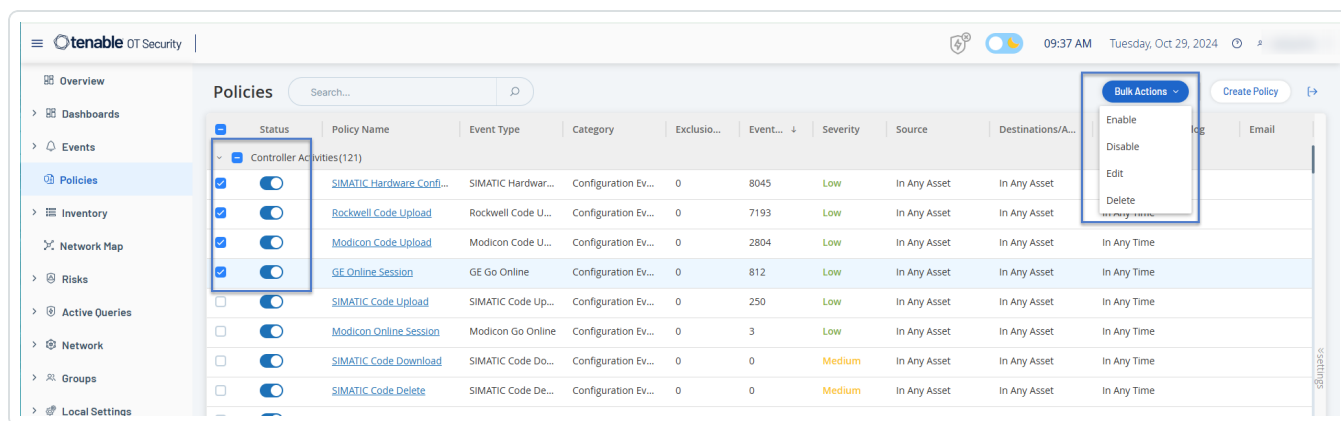 tenable OT Security
09:37 AM Tuesday, Oct 29, 2024
Overview
Dashboards
Events
Policies
Inventory
Network Map
Risks
Active Queries
Network
Groups
Local Settings
Policies Search... Bulk Actions Create Policy
Enable
Disable
Edit
Delete
Status Policy Name Event Type Category Exclusio... Event... Severity Source Destinations/A... Email
Controller Activities (121)
SIMATIC Hardware Confi... SIMATIC Hardwar... Configuration Ev... 0 8045 Low In Any Asset In Any Asset
Rockwell Code Upload Rockwell Code U... Configuration Ev... 0 7193 Low In Any Asset In Any Asset In Any Time
Modicon Code Upload Modicon Code U... Configuration Ev... 0 2804 Low In Any Asset In Any Asset In Any Time
GE Online Session GE Go Online Configuration Ev... 0 812 Low In Any Asset In Any Asset In Any Time
SIMATIC Code Upload SIMATIC Code Up... Configuration Ev... 0 250 Low In Any Asset In Any Asset In Any Time
Modicon Online Session Modicon Go Online Configuration Ev... 0 3 Low In Any Asset In Any Asset In Any Time
SIMATIC Code Download SIMATIC Code Do... Configuration Ev... 0 0 Medium In Any Asset In Any Asset In Any Time
SIMATIC Code Delete SIMATIC Code De... Configuration Ev... 0 0 Medium In Any Asset In Any Asset In Any Time
settings